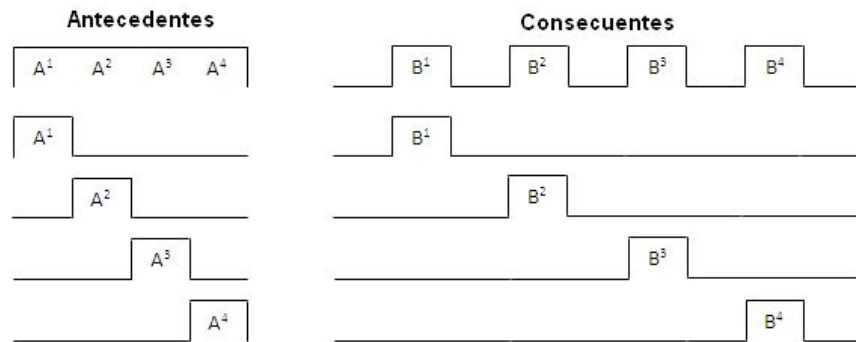 Antecedentes Consecuentes
A¹ A² A³ A⁴ B¹ B² B³ B⁴
A¹ B¹
A² B²
A³ B³
A⁴ B⁴